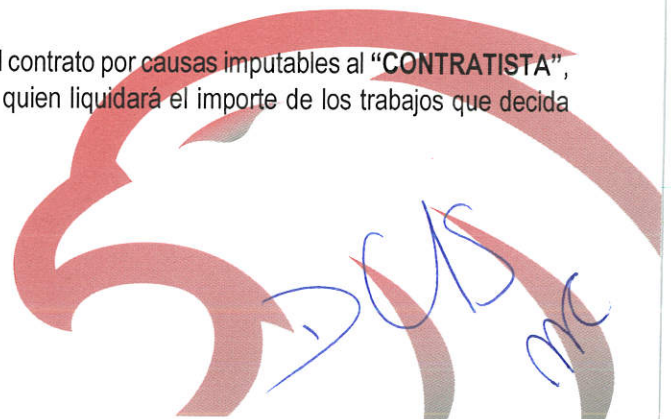 l contrato por causas imputables al “CONTRATISTA”,
quien liquidará el importe de los trabajos que decida